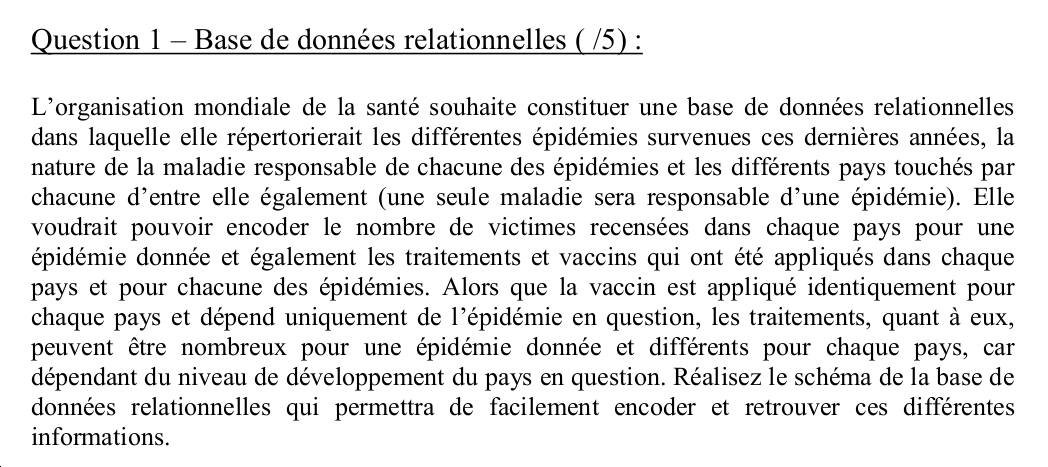 Question 1 – Base de données relationnelles ( /5) :
L’organisation mondiale de la santé souhaite constituer une base de données relationnelles
dans laquelle elle répertorierait les différentes épidémies survenues ces dernières années, la
nature de la maladie responsable de chacune des épidémies et les différents pays touchés par
chacune d’entre elle également (une seule maladie sera responsable d’une épidémie). Elle
voudrait pouvoir encoder le nombre de victimes recensées dans chaque pays pour une
épidémie donnée et également les traitements et vaccins qui ont été appliqués dans chaque
pays et pour chacune des épidémies. Alors que la vaccin est appliqué identiquement pour
chaque pays et dépend uniquement de l’épidémie en question, les traitements, quant à eux,
peuvent être nombreux pour une épidémie donnée et différents pour chaque pays, car
dépendant du niveau de développement du pays en question. Réalisez le schéma de la base de
données relationnelles qui permettra de facilement encoder et retrouver ces différentes
informations.